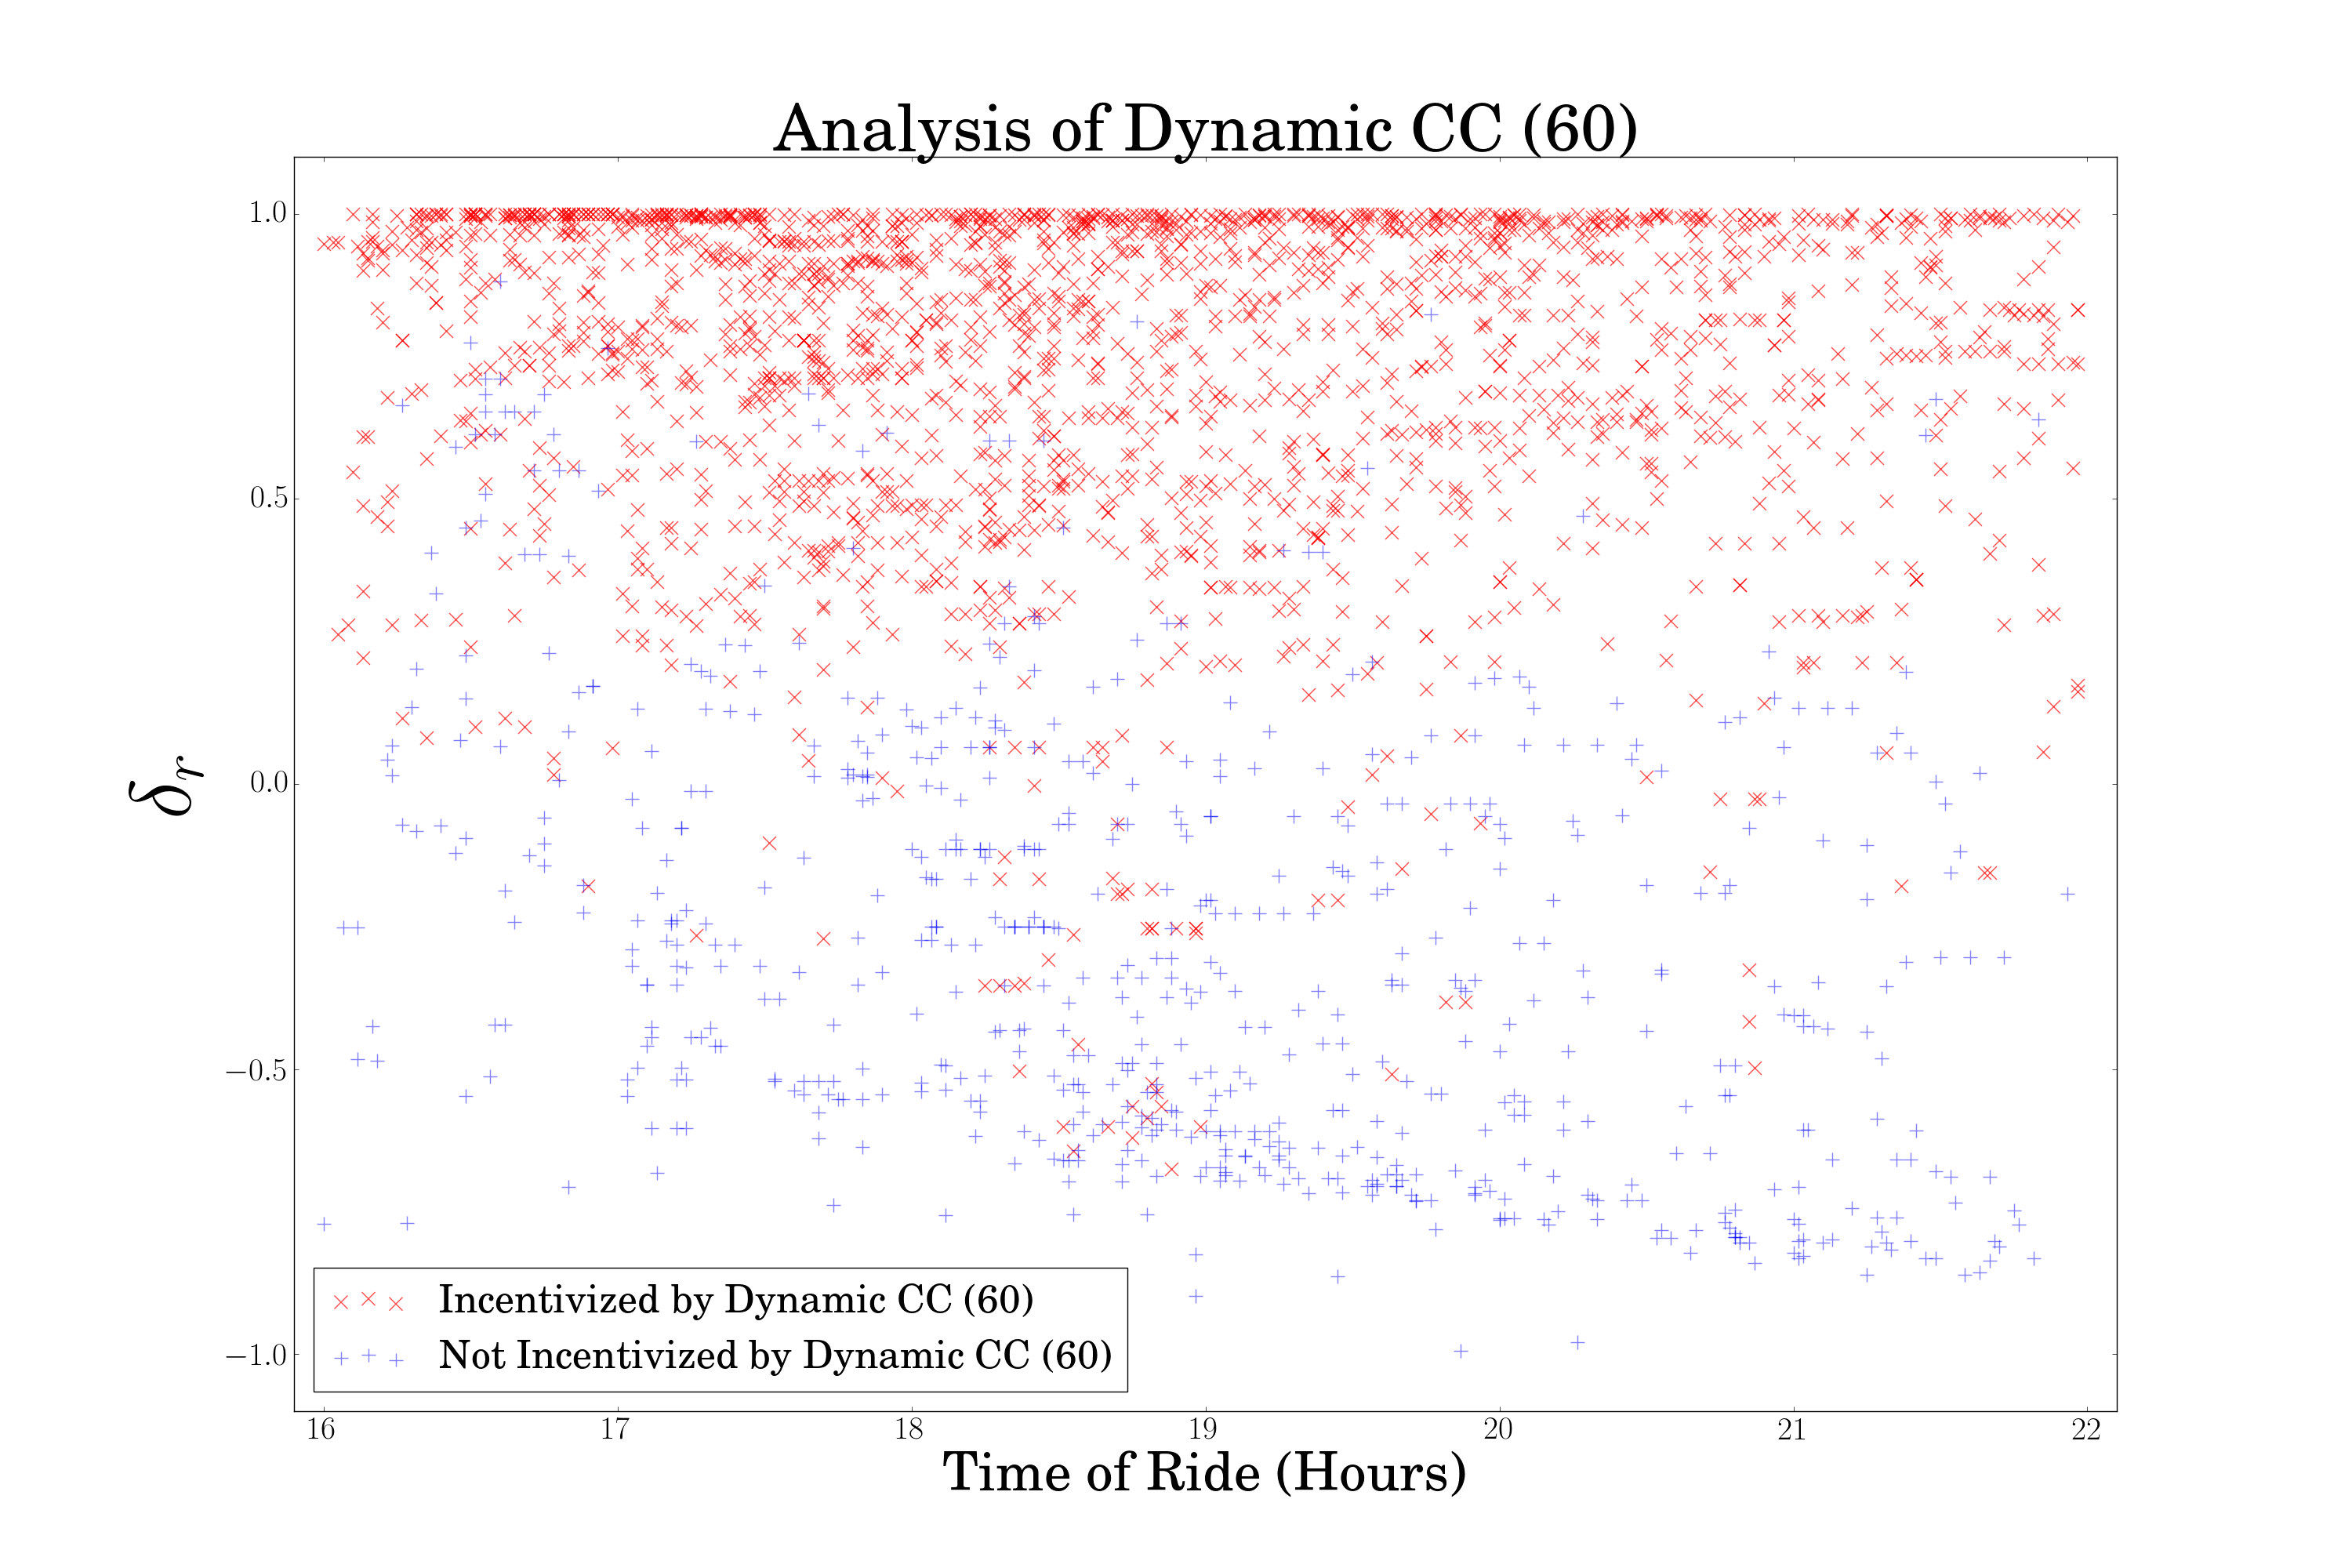 Analysis of Dynamic CC (60)
1.0
0.5
0.0
−0.5
−1.0
δr
Incentivized by Dynamic CC (60)
Not Incentivized by Dynamic CC (60)
16 17 18 19 20 21 22
Time of Ride (Hours)